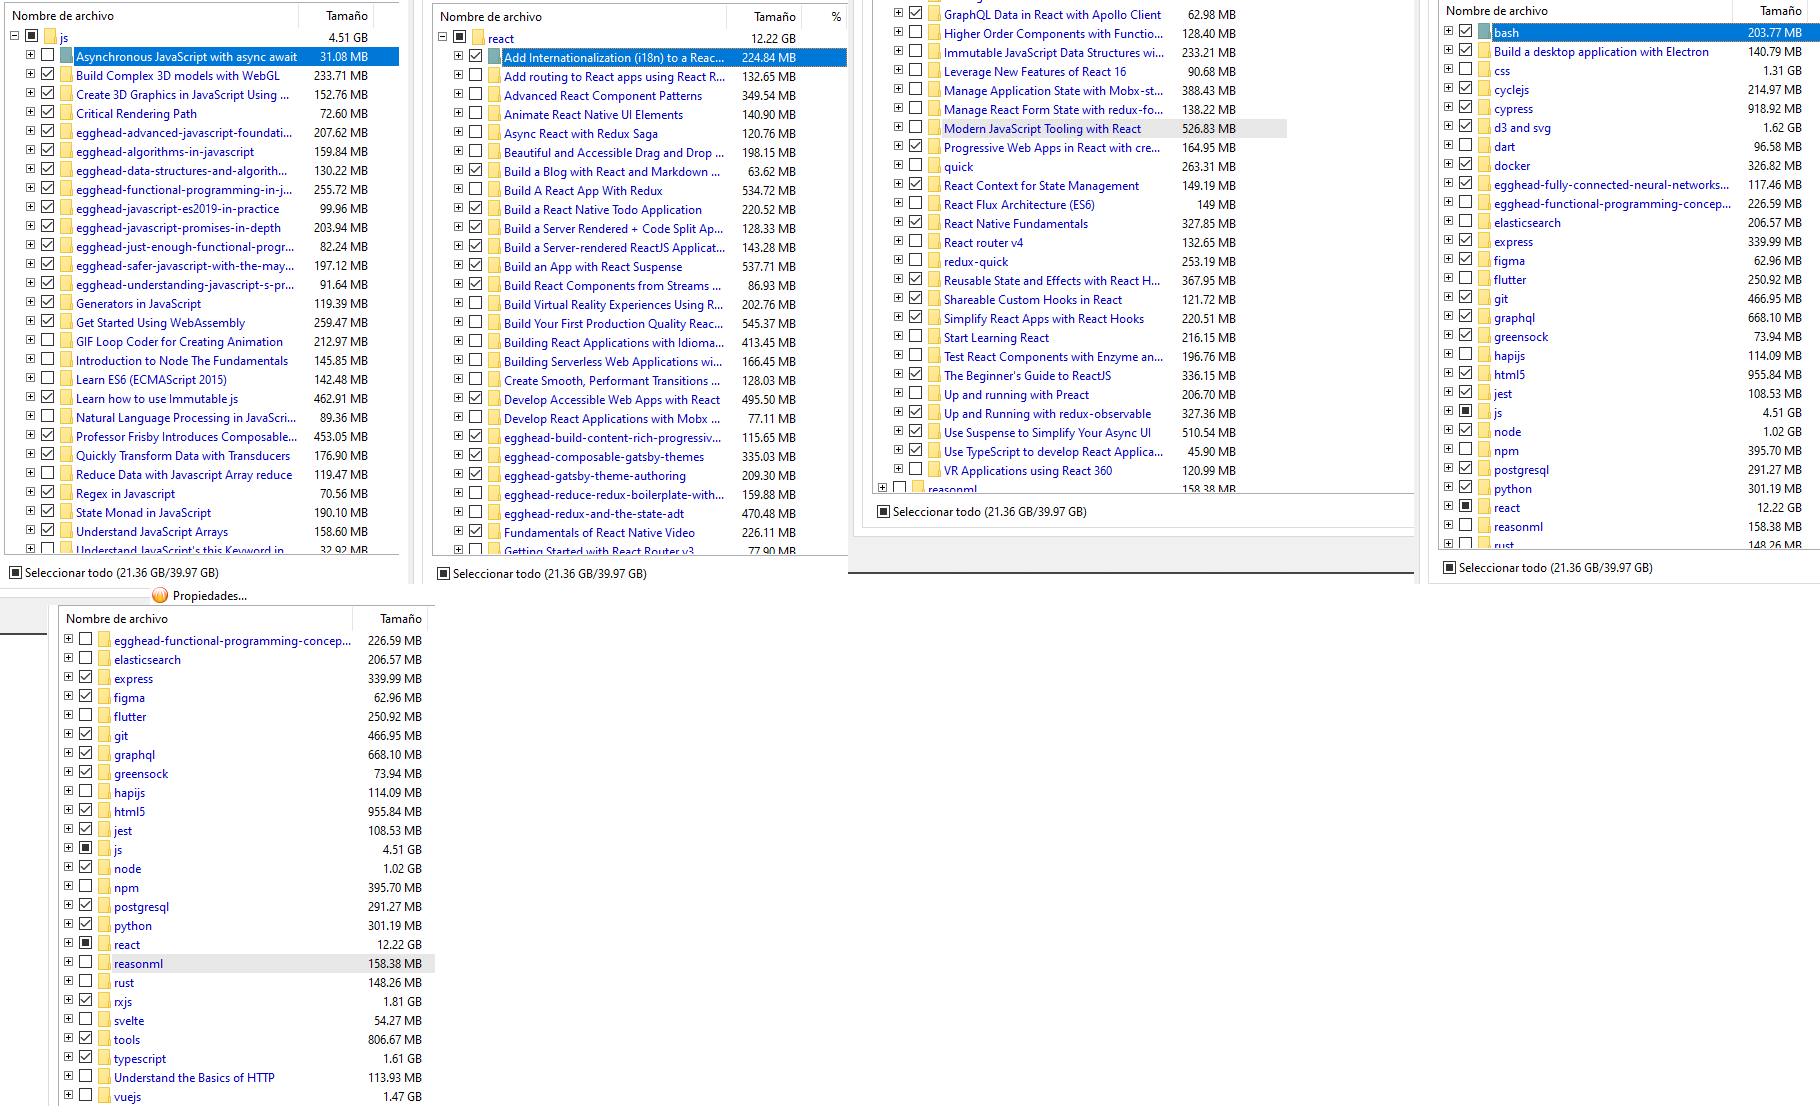 Nombre de archivo Tamaño
js 4.51 GB
Asynchronous JavaScript with async await 31.08 MB
Build Complex 3D models with WebGL 233.71 MB
Create 3D Graphics in JavaScript Using ... 152.76 MB
Critical Rendering Path 72.60 MB
egghead-advanced-javascript-foundati... 207.62 MB
egghead-algorithms-in-javascript 159.84 MB
egghead-data-structures-and-algorith... 130.22 MB
egghead-functional-programming-in-j... 255.72 MB
egghead-javascript-es2019-in-practice 99.96 MB
egghead-javascript-promises-in-depth 203.94 MB
egghead-just-enough-functional-progr... 82.24 MB
egghead-safer-javascript-with-the-may... 197.12 MB
egghead-understanding-javascript-s-pr... 91.64 MB
Generators in JavaScript 119.39 MB
Get Started Using WebAssembly 259.47 MB
GIF Loop Coder for Creating Animation 212.97 MB
Introduction to Node The Fundamentals 145.85 MB
Learn ES6 (ECMAScript 2015) 142.48 MB
Learn how to use Immutable js 462.91 MB
Natural Language Processing in JavaScri... 89.36 MB
Professor Frisby Introduces Composable... 453.05 MB
Quickly Transform Data with Transducers 176.90 MB
Reduce Data with Javascript Array reduce 119.47 MB
Regex in Javascript 70.56 MB
State Monad in JavaScript 190.10 MB
Understand JavaScript Arrays 158.60 MB
Understand JavaScript's this Keyword in 32.92 MB
Seleccionar todo (21.36 GB/39.97 GB)
Nombre de archivo Tamaño %
react 12.22 GB
Add Internationalization (i18n) to a Reac... 224.84 MB
Add routing to React apps using React R... 132.65 MB
Advanced React Component Patterns 349.54 MB
Animate React Native UI Elements 140.90 MB
Async React with Redux Saga 120.76 MB
Beautiful and Accessible Drag and Drop ... 198.15 MB
Build a Blog with React and Markdown ... 63.62 MB
Build A React App With Redux 534.72 MB
Build a React Native Todo Application 220.52 MB
Build a Server Rendered + Code Split Ap... 128.33 MB
Build a Server-rendered ReactJS Applicat... 143.28 MB
Build an App with React Suspense 537.71 MB
Build React Components from Streams ... 86.93 MB
Build Virtual Reality Experiences Using R... 202.76 MB
Build Your First Production Quality Reac... 545.37 MB
Building React Applications with Idioma... 413.45 MB
Building Serverless Web Applications wi... 166.45 MB
Create Smooth, Performant Transitions ... 128.03 MB
Develop Accessible Web Apps with React 495.50 MB
Develop React Applications with Mobx ... 77.11 MB
egghead-build-content-rich-progressiv... 115.65 MB
egghead-composable-gatsby-themes 335.03 MB
egghead-gatsby-theme-authoring 209.30 MB
egghead-reduce-redux-boilerplate-with... 159.88 MB
egghead-redux-and-the-state-adt 470.48 MB
Fundamentals of React Native Video 226.11 MB
Getting Started with React Router v3 77.90 MB
Seleccionar todo (21.36 GB/39.97 GB)
GraphQL Data in React with Apollo Client 62.98 MB
Higher Order Components with Functio... 128.40 MB
Immutable JavaScript Data Structures wi... 233.21 MB
Leverage New Features of React 16 90.68 MB
Manage Application State with Mobx-st... 388.43 MB
Manage React Form State with redux-fo... 138.22 MB
Modern JavaScript Tooling with React 526.83 MB
Progressive Web Apps in React with cre... 164.95 MB
quick 263.31 MB
React Context for State Management 149.19 MB
React Flux Architecture (ES6) 149 MB
React Native Fundamentals 327.85 MB
React router v4 132.65 MB
redux-quick 253.19 MB
Reusable State and Effects with React H... 367.95 MB
Shareable Custom Hooks in React 121.72 MB
Simplify React Apps with React Hooks 220.51 MB
Start Learning React 216.15 MB
Test React Components with Enzyme an... 196.76 MB
The Beginner's Guide to ReactJS 336.15 MB
Up and running with Preact 206.70 MB
Up and Running with redux-observable 327.36 MB
Use Suspense to Simplify Your Async UI 510.54 MB
Use TypeScript to develop React Applica... 45.90 MB
VR Applications using React 360 120.99 MB
reasonml 158.38 MB
Seleccionar todo (21.36 GB/39.97 GB)
Nombre de archivo Tamaño
bash 203.77 MB
Build a desktop application with Electron 140.79 MB
css 1.31 GB
cyclejs 214.97 MB
cypress 918.92 MB
d3 and svg 1.62 GB
dart 96.58 MB
docker 326.82 MB
egghead-fully-connected-neural-networks... 117.46 MB
egghead-functional-programming-concep... 226.59 MB
elasticsearch 206.57 MB
express 339.99 MB
figma 62.96 MB
flutter 250.92 MB
git 466.95 MB
graphql 668.10 MB
greensock 73.94 MB
hapijs 114.09 MB
html5 955.84 MB
jest 108.53 MB
js 4.51 GB
node 1.02 GB
npm 395.70 MB
postgresql 291.27 MB
python 301.19 MB
react 12.22 GB
reasonml 158.38 MB
rust 148.26 MB
Seleccionar todo (21.36 GB/39.97 GB)
Propiedades...
Nombre de archivo Tamaño
egghead-functional-programming-concep... 226.59 MB
elasticsearch 206.57 MB
express 339.99 MB
figma 62.96 MB
flutter 250.92 MB
git 466.95 MB
graphql 668.10 MB
greensock 73.94 MB
hapijs 114.09 MB
html5 955.84 MB
jest 108.53 MB
js 4.51 GB
node 1.02 GB
npm 395.70 MB
postgresql 291.27 MB
python 301.19 MB
react 12.22 GB
reasonml 158.38 MB
rust 148.26 MB
rxjs 1.81 GB
svelte 54.27 MB
tools 806.67 MB
typescript 1.61 GB
Understand the Basics of HTTP 113.93 MB
vuejs 1.47 GB